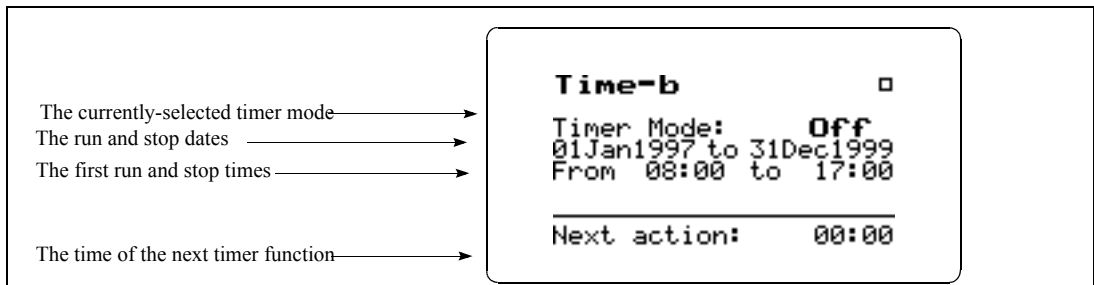 Time-b
The currently-selected timer mode
Timer Mode: Off
The run and stop dates
01Jan1997 to 31Dec1999
The first run and stop times
From 08:00 to 17:00
The time of the next timer function
Next action: 00:00